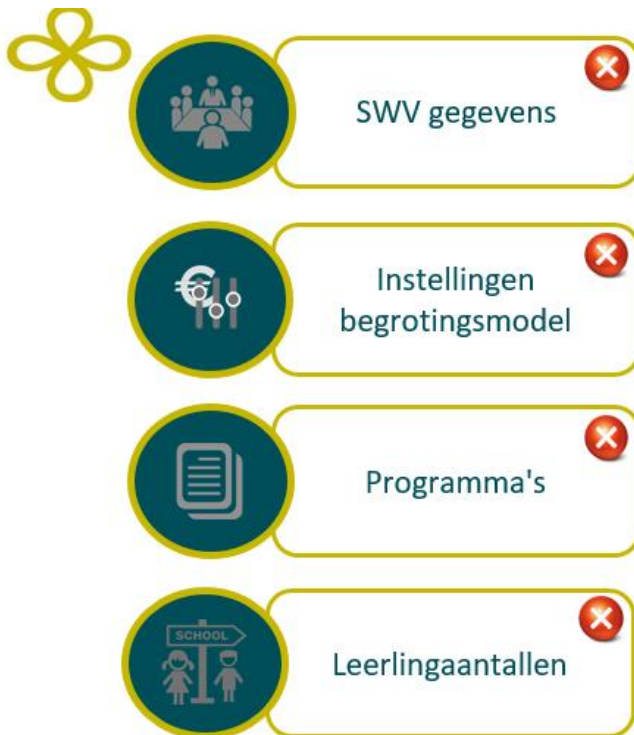 SWV gegevens
Instellingen
begrotingsmodel
Programma's
SCHOOL
Leerlingaantallen